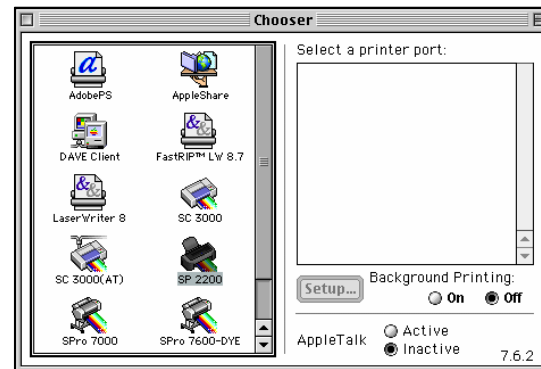 Chooser
AdobePS
AppleShare
DAVE Client
FastRIP™ LW 8.7
LaserWriter 8
SC 3000
SC 3000(AT)
SP 2200
SPro 7000
SPro 7600-DYE
Select a printer port:
Setup...
Background Printing:
On Off
AppleTalk
Active
Inactive
7.6.2